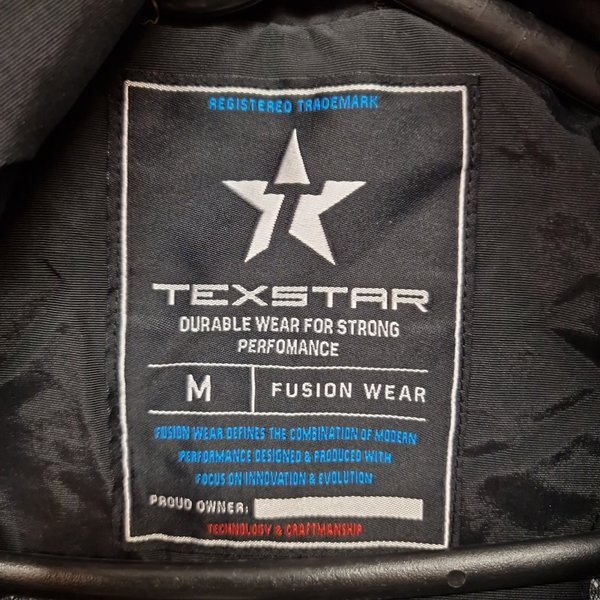 REGISTERED TRADEMARK
TEXSTAR
DURABLE WEAR FOR STRONG
PERFOMANCE
M FUSION WEAR
FUSION WEAR DEFINES THE COMBINATION OF MODERN
PERFORMANCE DESIGNED & PRODUCED WITH
FOCUS ON INNOVATION & EVOLUTION
PROUD OWNER:
TECHNOLOGY & CRAFTMANSHIP